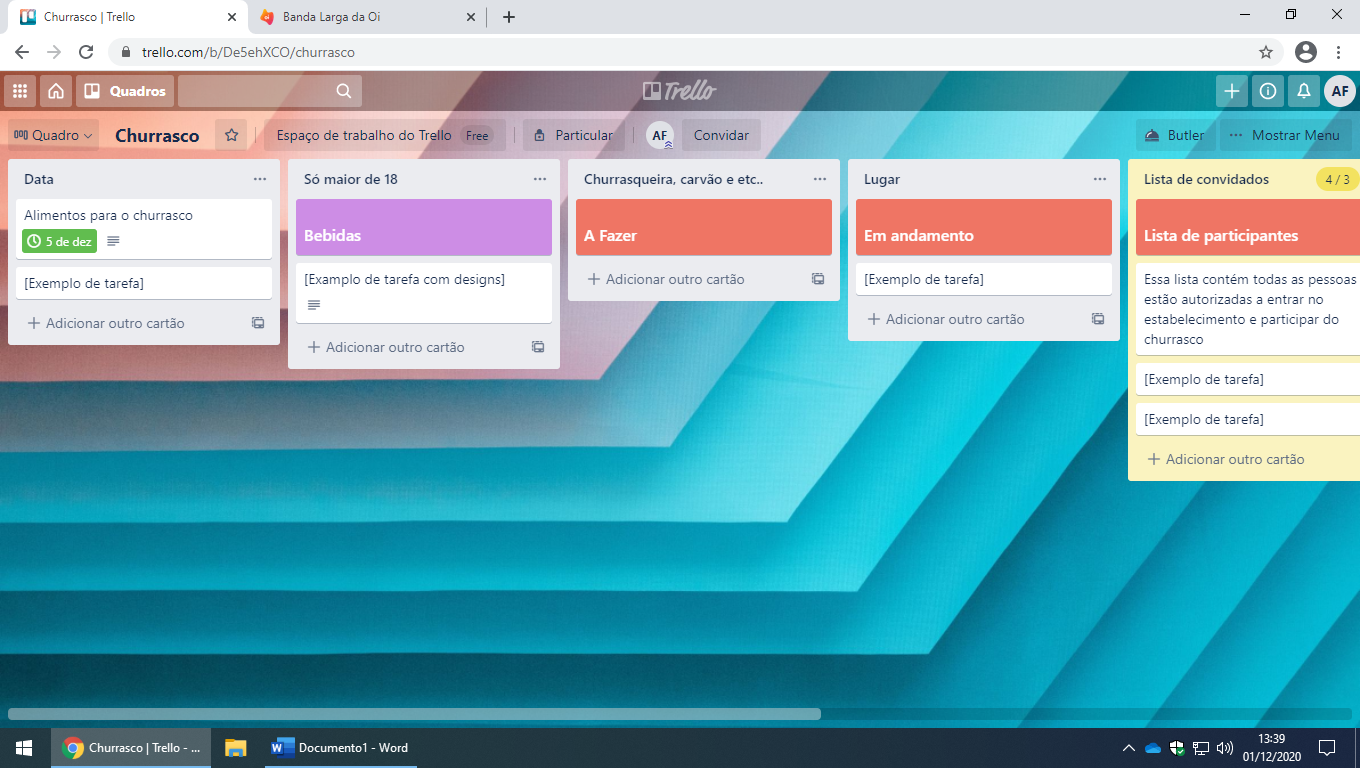 Churrasco | Trello
Banda Larga da Oi
trello.com/b/De5ehXCO/churrasco
Quadros
Trello
AF
Quadro
Churrasco
Espaço de trabalho do Trello Free
Particular
AF
Convidar
Butler
Mostrar Menu
Data
Alimentos para o churrasco
5 de dez
[Exemplo de tarefa]
Adicionar outro cartão
Só maior de 18
Bebidas
[Examplo de tarefa com designs]
Adicionar outro cartão
Churrasqueira, carvão e etc..
A Fazer
Adicionar outro cartão
Lugar
Em andamento
[Exemplo de tarefa]
Adicionar outro cartão
Lista de convidados
4 / 3
Lista de participantes
Essa lista contém todas as pessoas
estão autorizadas a entrar no
estabelecimento e participar do
churrasco
[Exemplo de tarefa]
[Exemplo de tarefa]
Adicionar outro cartão
Churrasco | Trello - ...
Documento1 - Word
13:39
01/12/2020